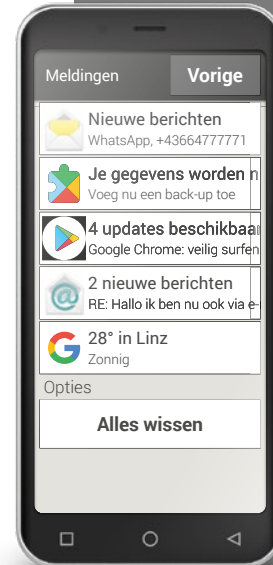 Meldingen
Vorige
Nieuwe berichten
WhatsApp, +43664777771
Je gegevens worden n
Voeg nu een back-up toe
4 updates beschikbaar
Google Chrome: veilig surfen
2 nieuwe berichten
RE: Hallo ik ben nu ook via e-
28° in Linz
Zonnig
Opties
Alles wissen